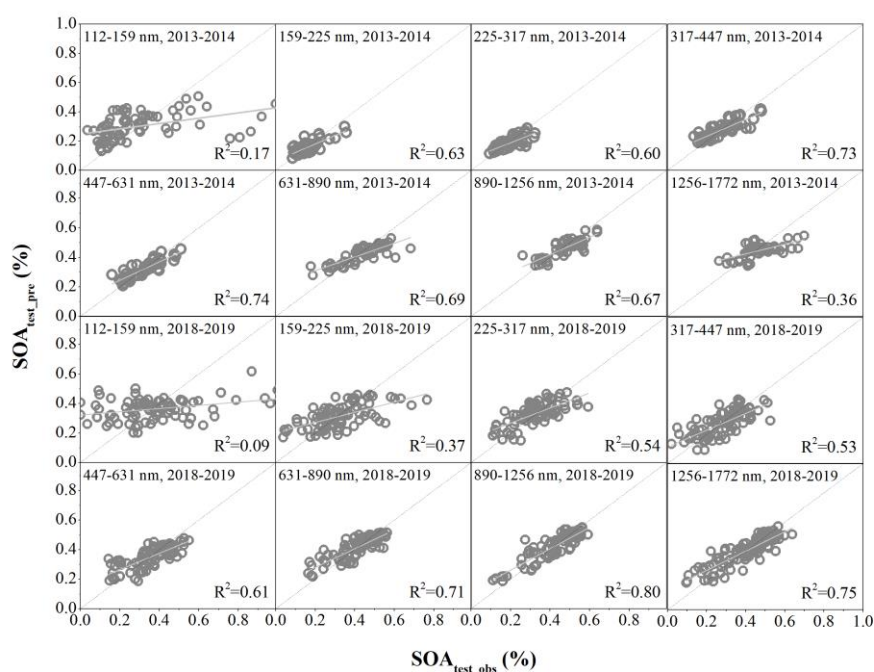 1.0
112-159 nm, 2013-2014
159-225 nm, 2013-2014
225-317 nm, 2013-2014
317-447 nm, 2013-2014
0.8
0.6
0.4
0.2
R²=0.17
R²=0.63
R²=0.60
R²=0.73
0.0
447-631 nm, 2013-2014
631-890 nm, 2013-2014
890-1256 nm, 2013-2014
1256-1772 nm, 2013-2014
0.8
0.6
0.4
0.2
R²=0.74
R²=0.69
R²=0.67
R²=0.36
0.0
112-159 nm, 2018-2019
159-225 nm, 2018-2019
225-317 nm, 2018-2019
317-447 nm, 2018-2019
0.8
0.6
0.4
0.2
R²=0.09
R²=0.37
R²=0.54
R²=0.53
0.0
447-631 nm, 2018-2019
631-890 nm, 2018-2019
890-1256 nm, 2018-2019
1256-1772 nm, 2018-2019
0.8
0.6
0.4
0.2
R²=0.61
R²=0.71
R²=0.80
R²=0.75
0.0
0.0 0.2 0.4 0.6 0.8 0.0 0.2 0.4 0.6 0.8 0.0 0.2 0.4 0.6 0.8 0.0 0.2 0.4 0.6 0.8 1.0
SOA_test_pre (%)
SOA_test_obs (%)